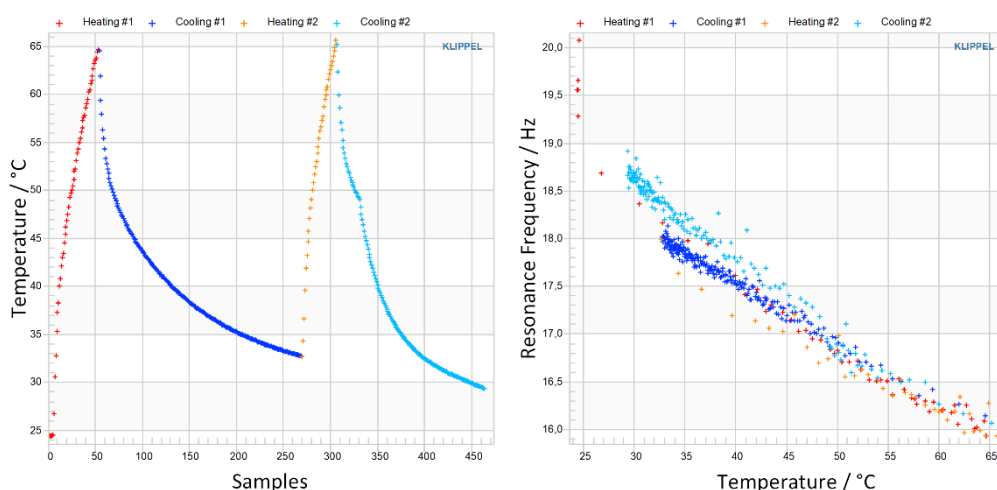 Heating #1 Cooling #1 Heating #2 Cooling #2
KLIPPEL
Temperature / °C
65
60
55
50
45
42
35
30
25
0 50 100 150 200 250 300 350 400 450
Samples
Heating #1 Cooling #1 Heating #2 Cooling #2
KLIPPEL
Resonance Frequency / Hz
20,0
19,5
19,0
18,5
18,0
17,5
17,0
16,5
16,0
25 32 35 40 45 50 55 60 65
Temperature / °C